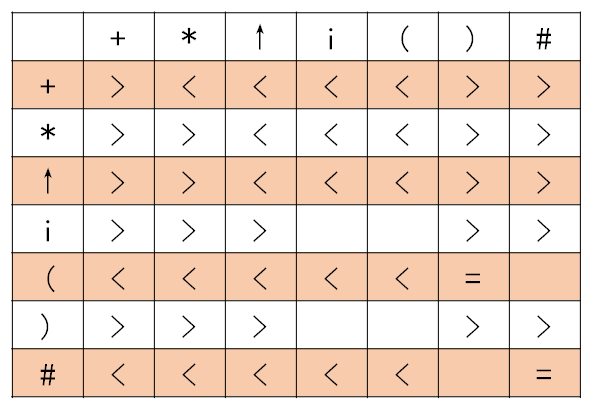 + * ↑ i ( ) #
+ > < < < < > >
* > > < < < > >
↑ > > < < < > >
i > > > > >
( < < < < < =
) > > > > >
# < < < < < =